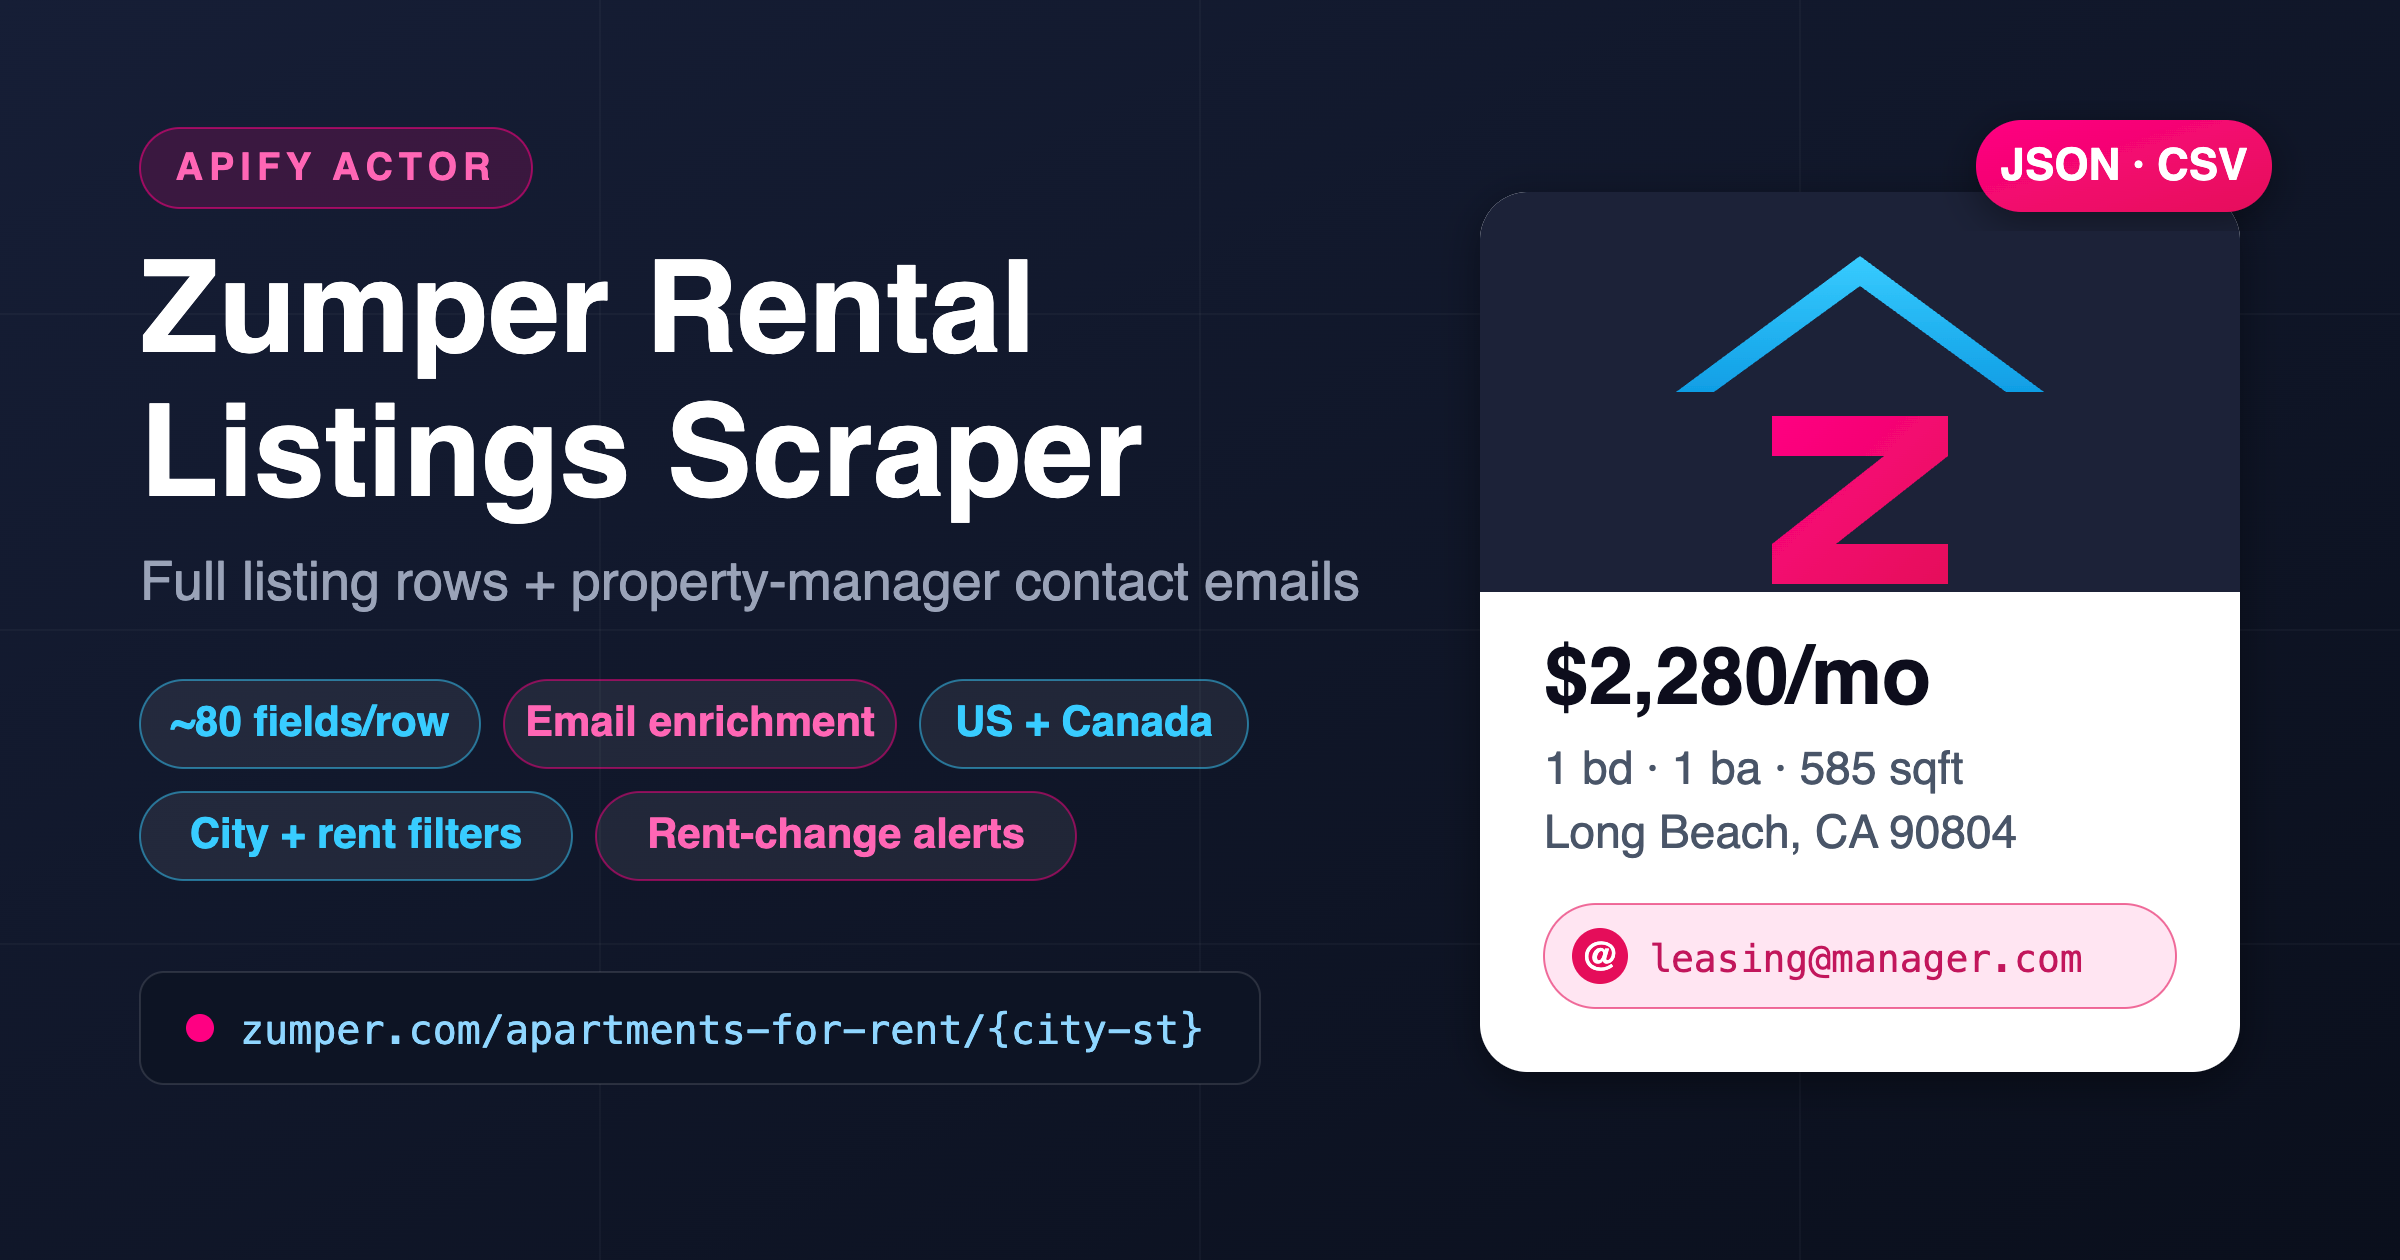 APIFY ACTOR
Zumper Rental
Listings Scraper
Full listing rows + property-manager contact emails
~80 fields/row
Email enrichment
US + Canada
City + rent filters
Rent-change alerts
zumper.com/apartments-for-rent/{city-st}
JSON · CSV
Z
$2,280/mo
1 bd · 1 ba · 585 sqft
Long Beach, CA 90804
@ leasing@manager.com